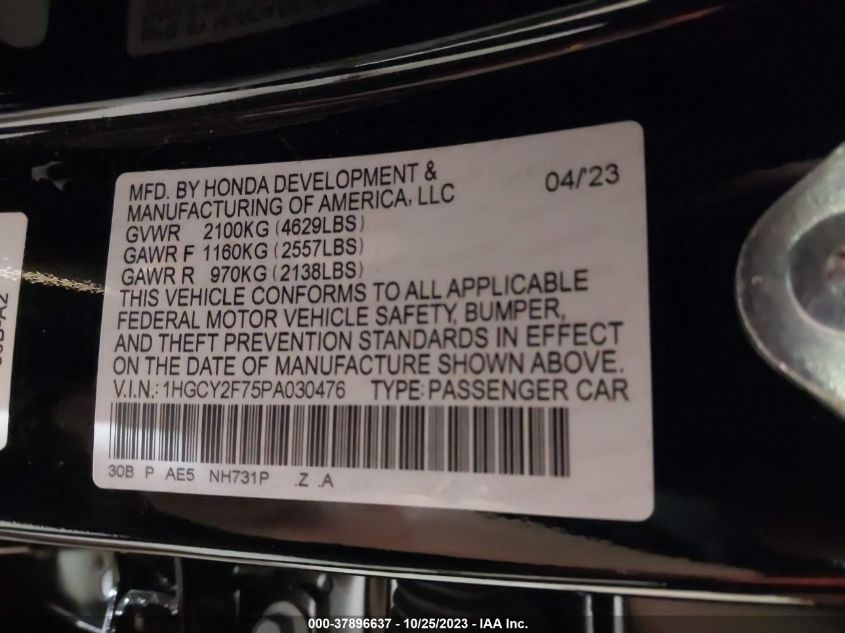 MFD. BY HONDA DEVELOPMENT &
MANUFACTURING OF AMERICA, LLC
04/'23
GVWR 2100KG (4629LBS)
GAWR F 1160KG (2557LBS)
GAWR R 970KG (2138LBS)
THIS VEHICLE CONFORMS TO ALL APPLICABLE
FEDERAL MOTOR VEHICLE SAFETY, BUMPER,
AND THEFT PREVENTION STANDARDS IN EFFECT
ON THE DATE OF MANUFACTURE SHOWN ABOVE.
V.I.N.: 1HGCY2F75PA030476 TYPE: PASSENGER CAR
30B P AE5 NH731P .Z .A
000-37896637 - 10/25/2023 - IAA Inc.